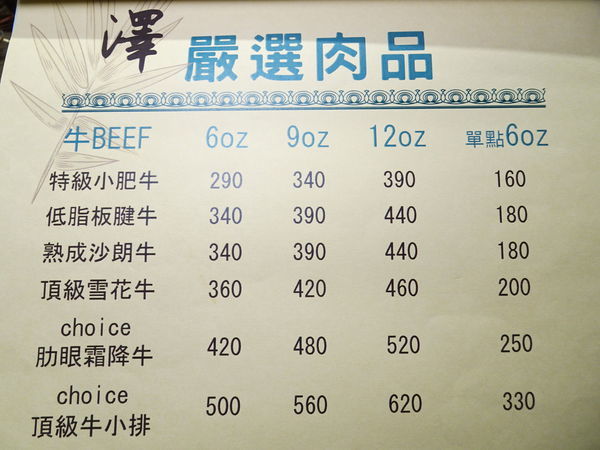 澤 嚴選肉品
牛BEEF 6oz 9oz 12oz 單點6oz
特級小肥牛 290 340 390 160
低脂板腱牛 340 390 440 180
熟成沙朗牛 340 390 440 180
頂級雪花牛 360 420 460 200
choice
肋眼霜降牛 420 480 520 250
choice
頂級牛小排 500 560 620 330